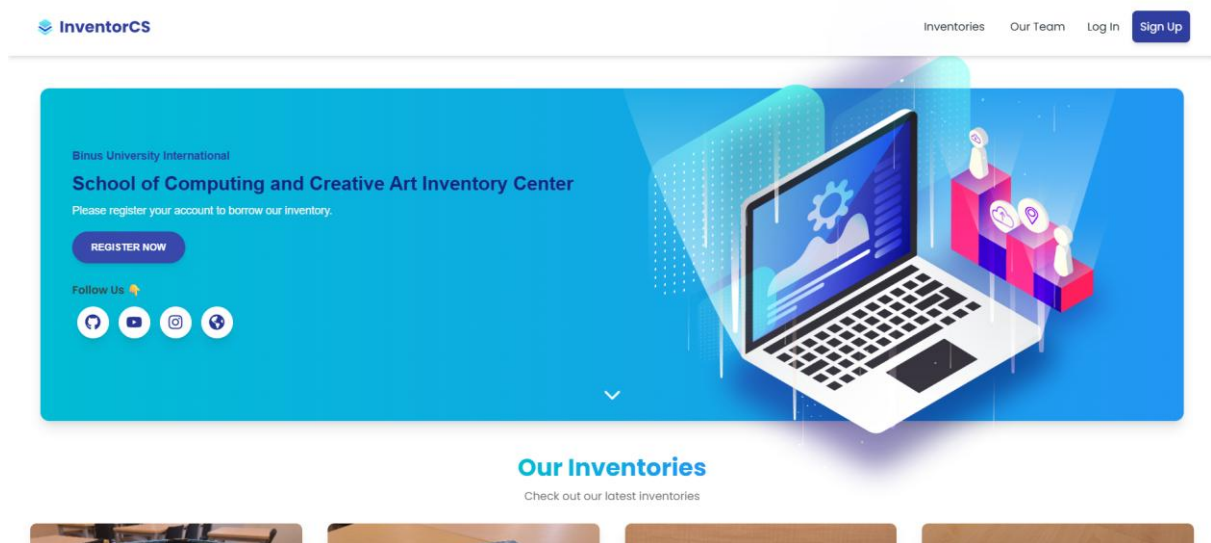 InventorCS
Inventories
Our Team
Log In
Sign Up
Binus University International
School of Computing and Creative Art Inventory Center
Please register your account to borrow our inventory.
REGISTER NOW
Follow Us 👇
Our Inventories
Check out our latest inventories